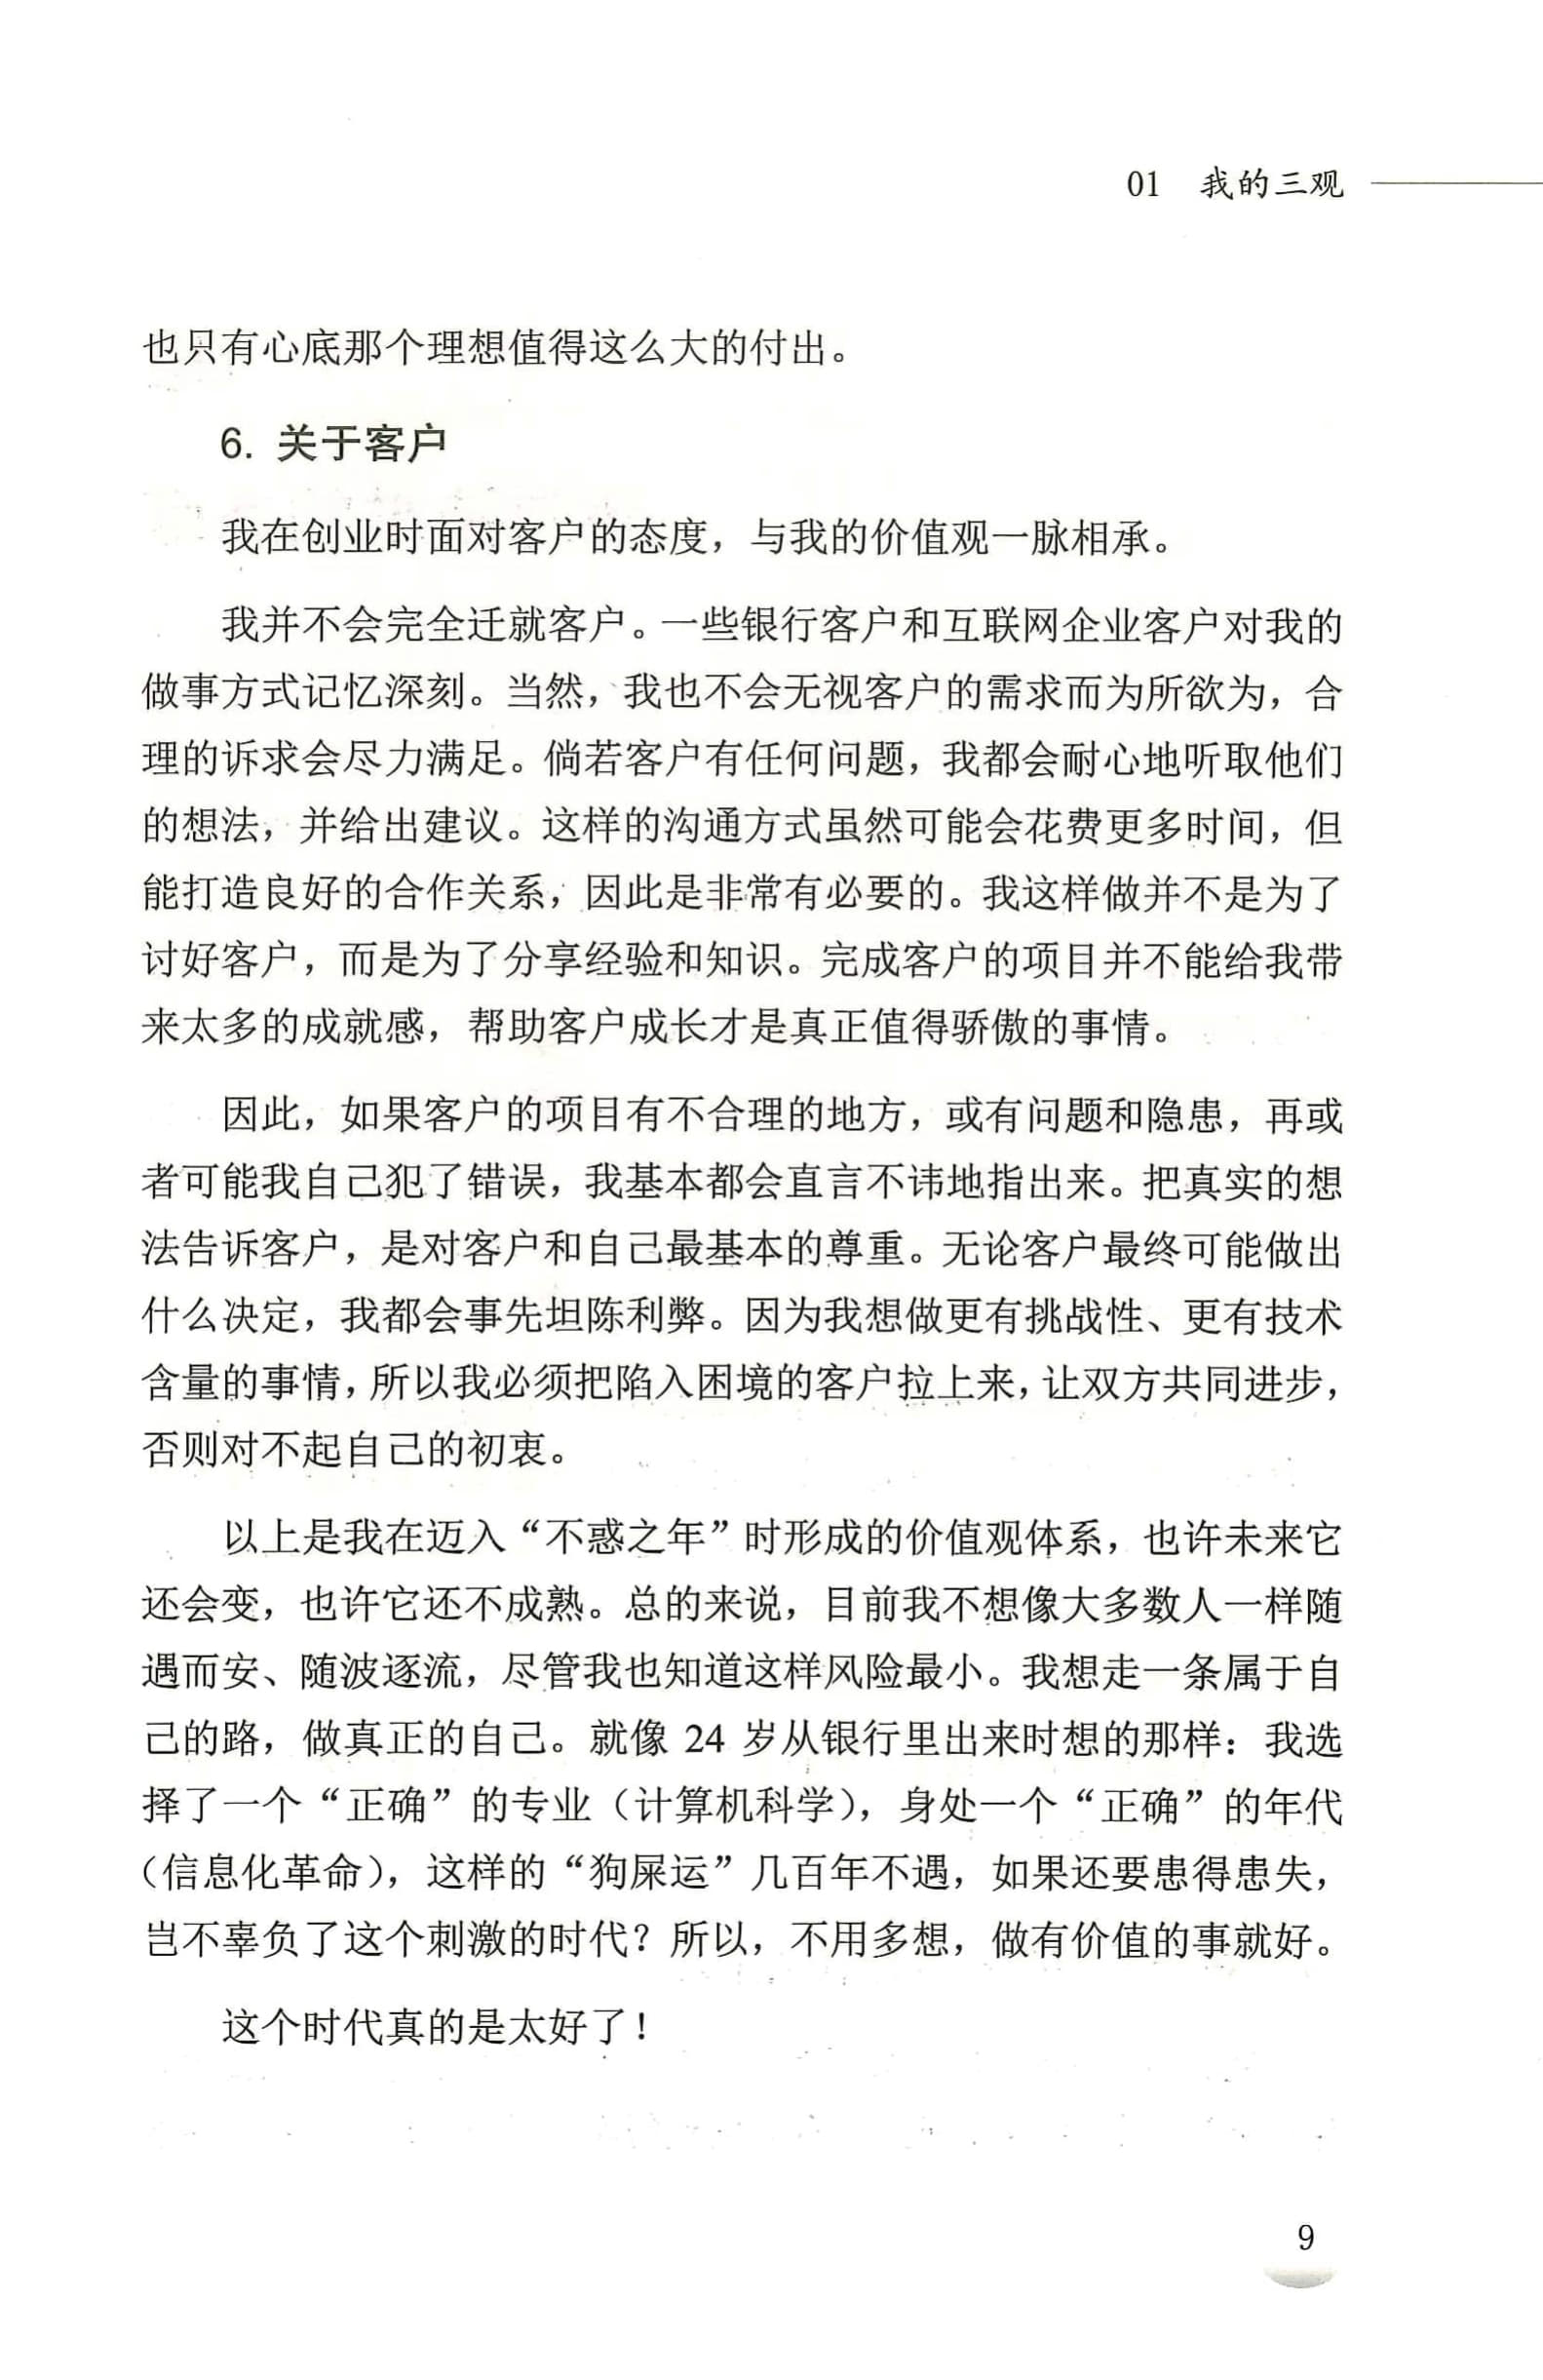 01 我的三观
也只有心底那个理想值得这么大的付出。
6. 关于客户
我在创业时面对客户的态度，与我的价值观一脉相承。
我并不会完全迁就客户。一些银行客户和互联网企业客户对我的
做事方式记忆深刻。当然，我也不会无视客户的需求而为所欲为，合
理的诉求会尽力满足。倘若客户有任何问题，我都会耐心地听取他们
的想法，并给出建议。这样的沟通方式虽然可能会花费更多时间，但
能打造良好的合作关系，因此是非常有必要的。我这样做并不是为了
讨好客户，而是为了分享经验和知识。完成客户的项目并不能给我带
来太多的成就感，帮助客户成长才是真正值得骄傲的事情。
因此，如果客户的项目有不合理的地方，或有问题和隐患，再或
者可能我自己犯了错误，我基本都会直言不讳地指出来。把真实的想
法告诉客户，是对客户和自己最基本的尊重。无论客户最终可能做出
什么决定，我都会事先坦陈利弊。因为我想做更有挑战性、更有技术
含量的事情，所以我必须把陷入困境的客户拉上来，让双方共同进步，
否则对不起自己的初衷。
以上是我在迈入“不惑之年”时形成的价值观体系，也许未来它
还会变，也许它还不成熟。总的来说，目前我不想像大多数人一样随
遇而安、随波逐流，尽管我也知道这样风险最小。我想走一条属于自
己的路，做真正的自己。就像 24 岁从银行里出来时想的那样：我选
择了一个“正确”的专业（计算机科学），身处一个“正确”的年代
（信息化革命），这样的“狗屎运”几百年不遇，如果还要患得患失，
岂不辜负了这个刺激的时代？所以，不用多想，做有价值的事就好。
这个时代真的是太好了！
9